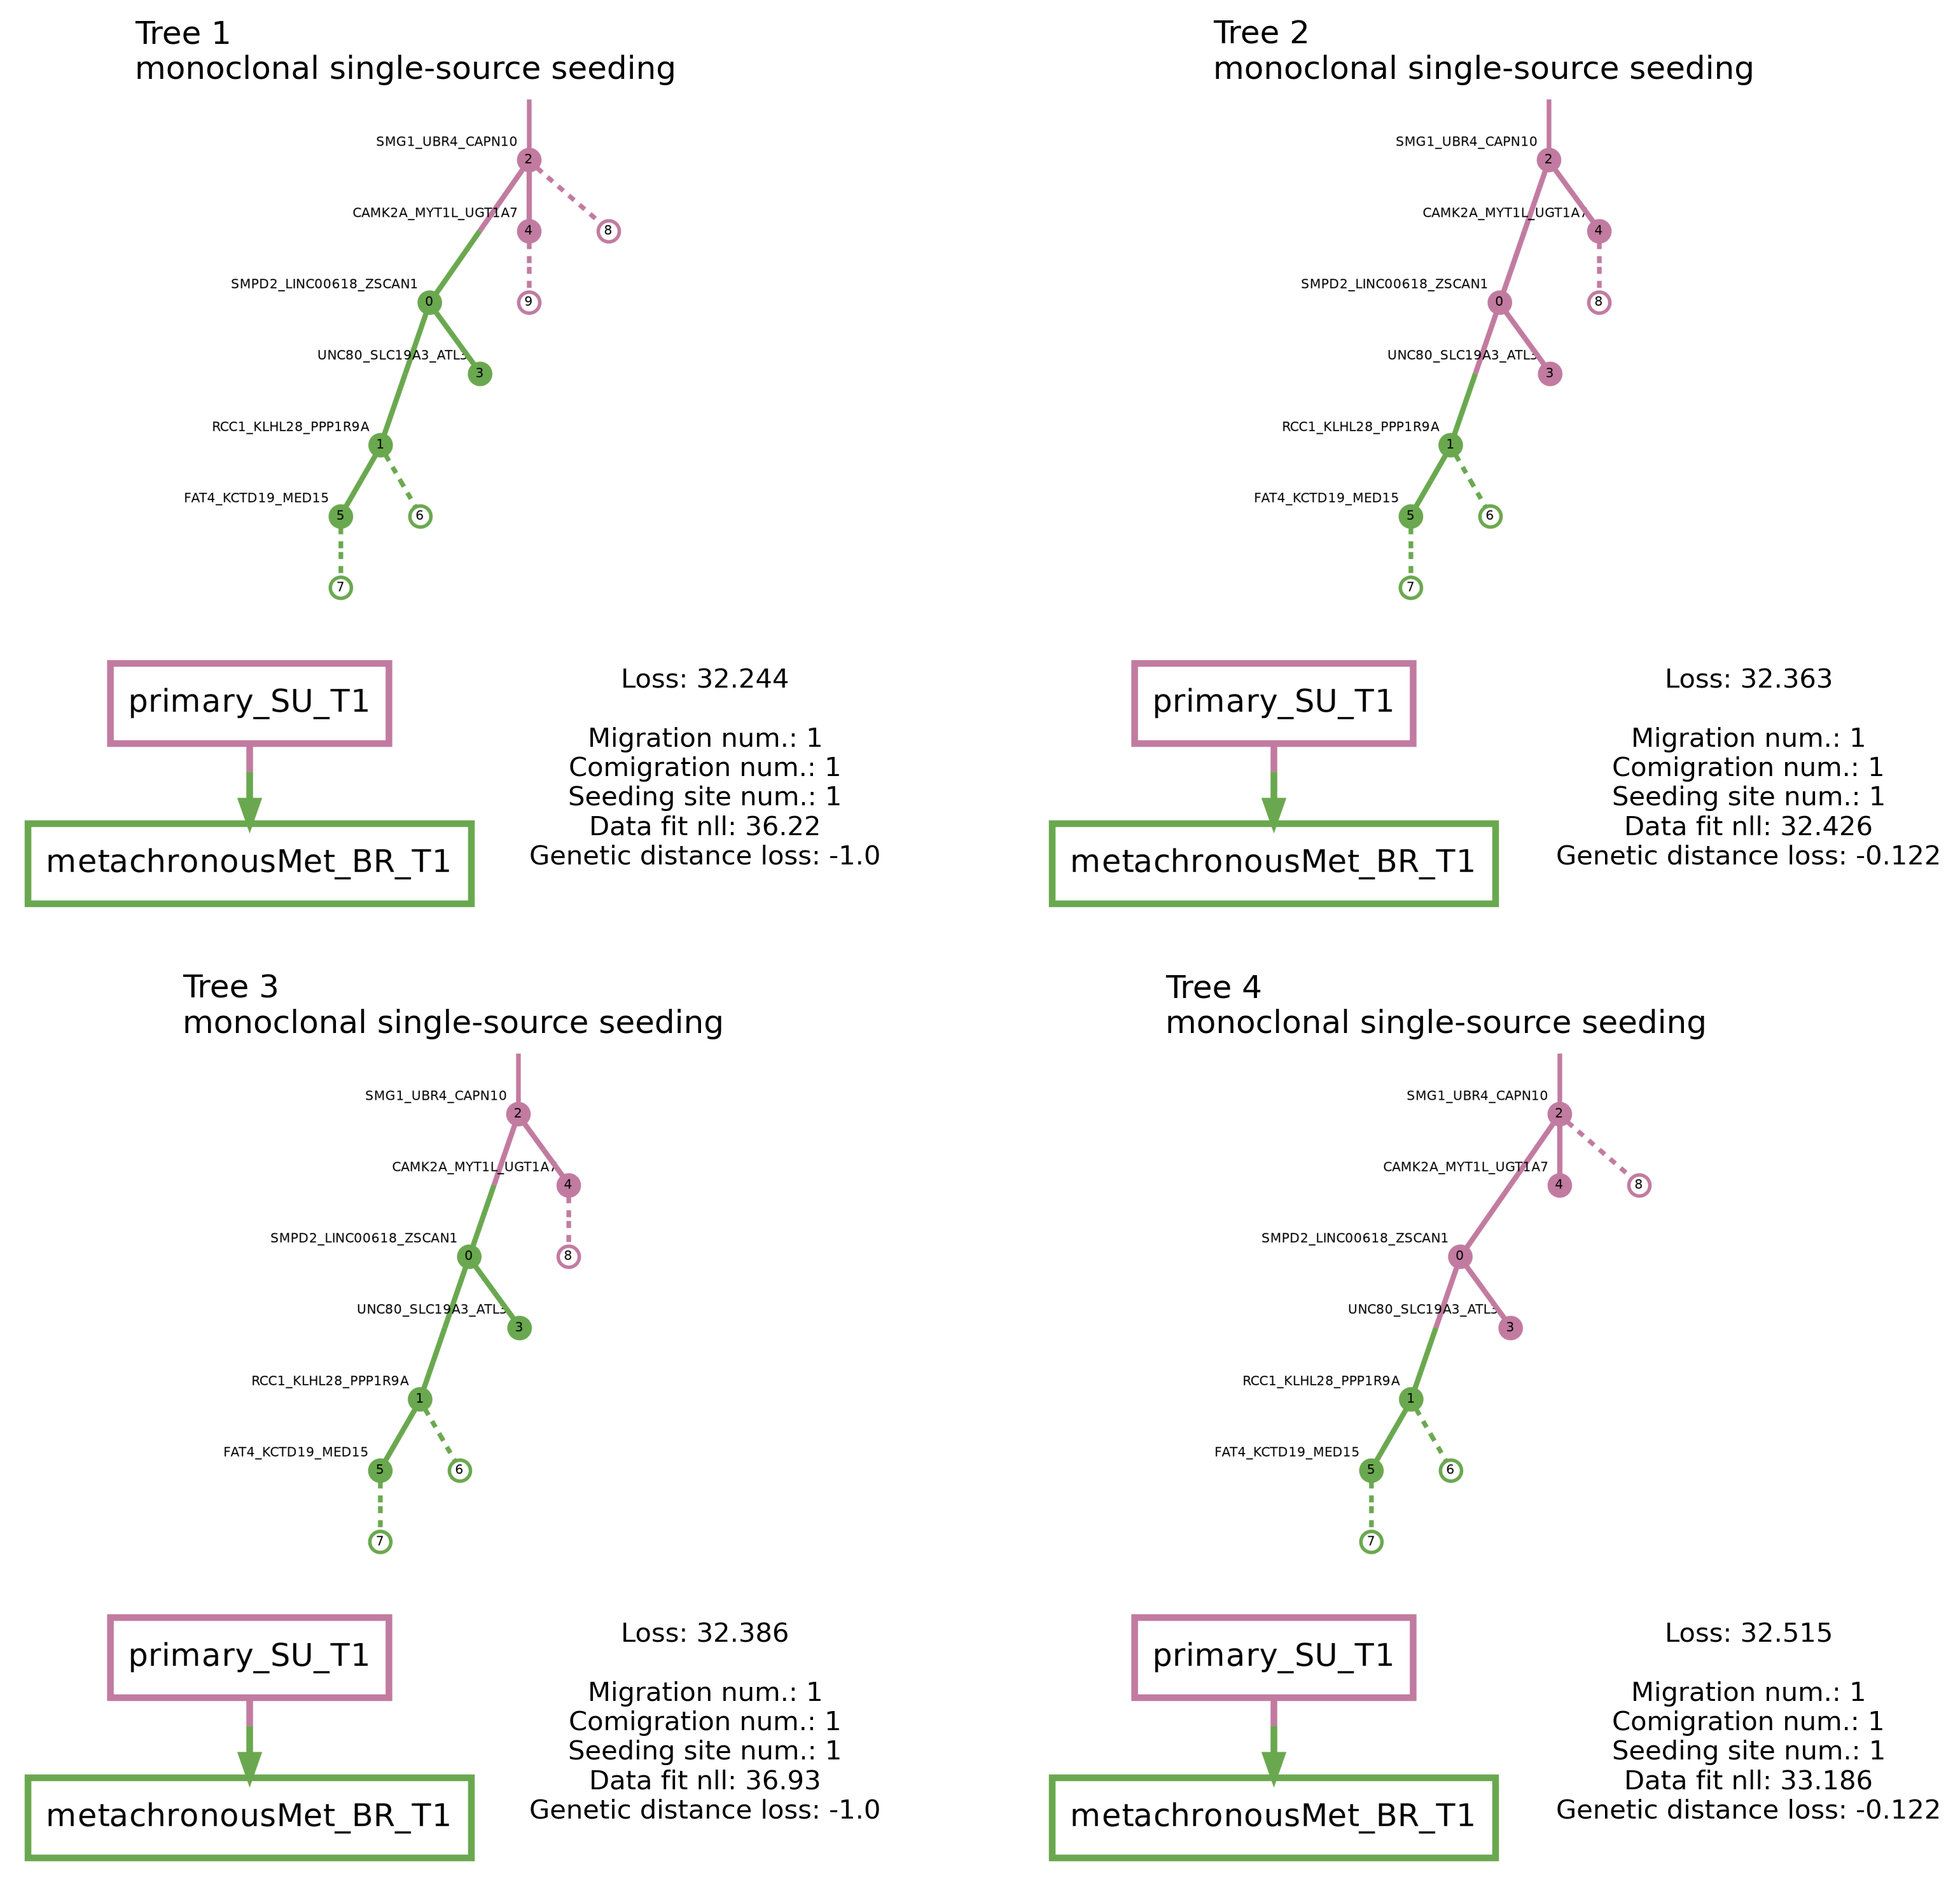 Tree 1
monoclonal single-source seeding
SMG1_UBR4_CAPN10
2
CAMK2A_MYT1L_UGT1A7
4
8
SMPD2_LINC00618_ZSCAN1
0
9
UNC80_SLC19A3_ATL3
3
RCC1_KLHL28_PPP1R9A
1
FAT4_KCTD19_MED15
5
6
7
primary_SU_T1
metachronousMet_BR_T1
Loss: 32.244
Migration num.: 1
Comigration num.: 1
Seeding site num.: 1
Data fit nll: 36.22
Genetic distance loss: -1.0
Tree 2
monoclonal single-source seeding
SMG1_UBR4_CAPN10
2
CAMK2A_MYT1L_UGT1A7
4
SMPD2_LINC00618_ZSCAN1
0
8
UNC80_SLC19A3_ATL3
3
RCC1_KLHL28_PPP1R9A
1
FAT4_KCTD19_MED15
5
6
7
primary_SU_T1
metachronousMet_BR_T1
Loss: 32.363
Migration num.: 1
Comigration num.: 1
Seeding site num.: 1
Data fit nll: 32.426
Genetic distance loss: -0.122
Tree 3
monoclonal single-source seeding
SMG1_UBR4_CAPN10
2
CAMK2A_MYT1L_UGT1A7
4
SMPD2_LINC00618_ZSCAN1
0
8
UNC80_SLC19A3_ATL3
3
RCC1_KLHL28_PPP1R9A
1
FAT4_KCTD19_MED15
5
6
7
primary_SU_T1
metachronousMet_BR_T1
Loss: 32.386
Migration num.: 1
Comigration num.: 1
Seeding site num.: 1
Data fit nll: 36.93
Genetic distance loss: -1.0
Tree 4
monoclonal single-source seeding
SMG1_UBR4_CAPN10
2
CAMK2A_MYT1L_UGT1A7
4
8
SMPD2_LINC00618_ZSCAN1
0
UNC80_SLC19A3_ATL3
3
RCC1_KLHL28_PPP1R9A
1
FAT4_KCTD19_MED15
5
6
7
primary_SU_T1
metachronousMet_BR_T1
Loss: 32.515
Migration num.: 1
Comigration num.: 1
Seeding site num.: 1
Data fit nll: 33.186
Genetic distance loss: -0.122